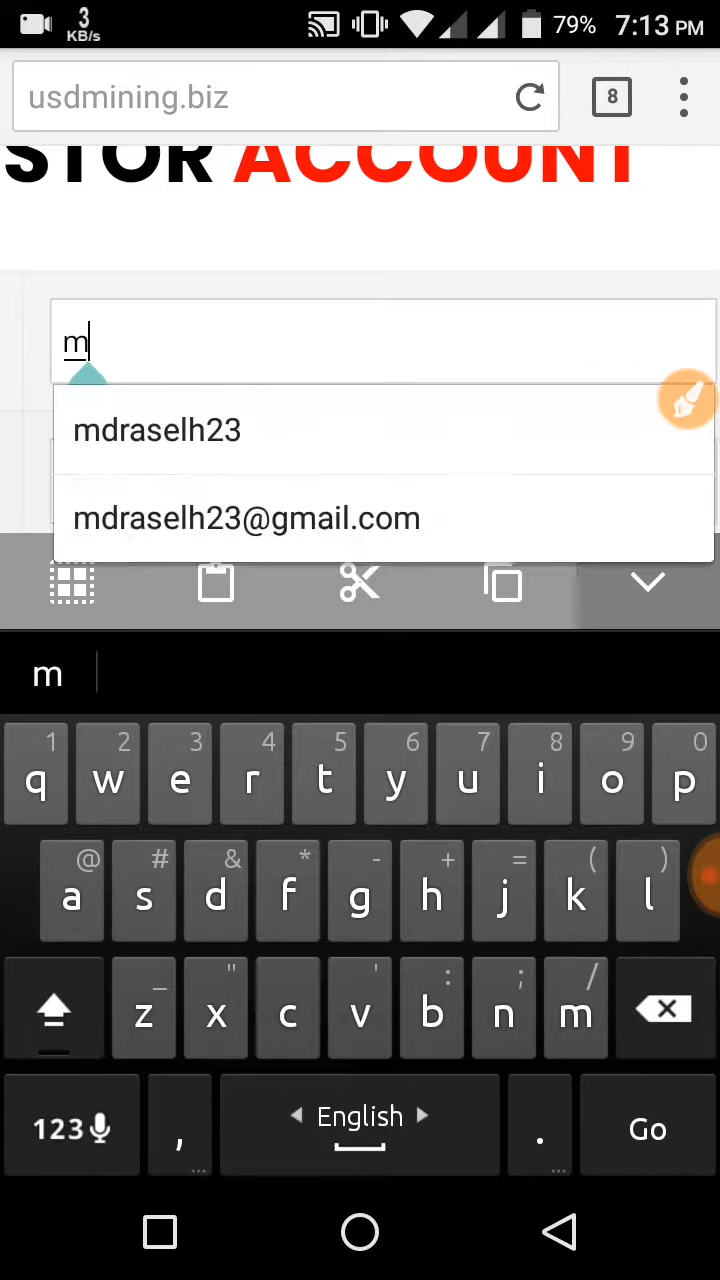 3
KB/s
79% 7:13 PM
usdmining.biz
8
STOR ACCOUNT
m
mdraselh23
mdraselh23@gmail.com
m
1 2 3 4 5 6 7 8 9 0
q w e r t y u i o p
@ # & * - + = ( )
a s d f g h j k l
_ " ' : ; /
z x c v b n m
123 , English . Go
... ...